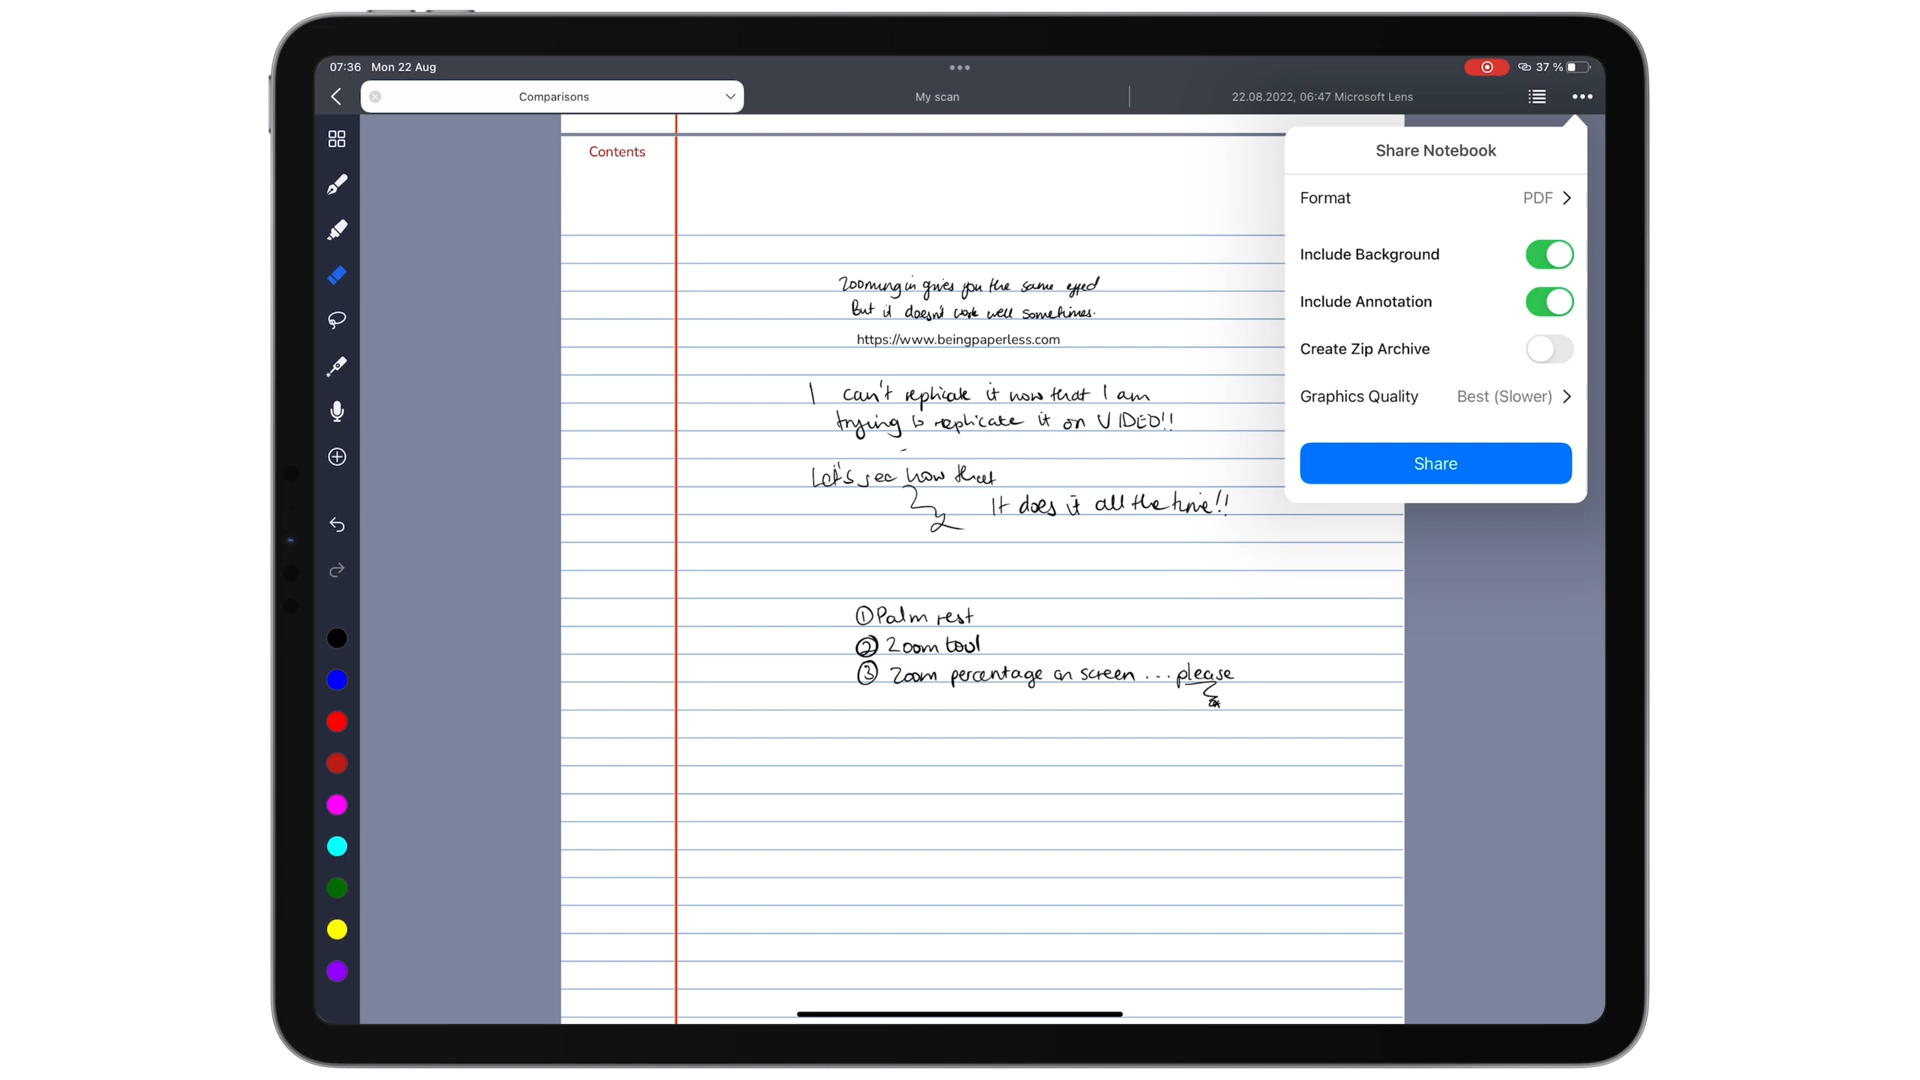 07:36 Mon 22 Aug
37 %
Comparisons
My scan
22.08.2022, 06:47 Microsoft Lens
Contents
Share Notebook
Format PDF
Include Background
Include Annotation
Create Zip Archive
Graphics Quality Best (Slower)
Share
Zooming in gives you the same effed
But it doesn't work well sometimes.
https://www.beingpaperless.com
I can't replicate it now that I am
trying to replicate it on VIDEO!!
Let's see how that
It does it all the time!!
① Palm rest
② Zoom tool
③ Zoom percentage on screen ... please